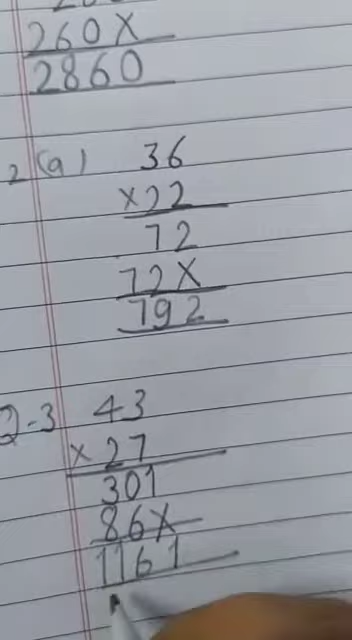 260X
2860
2(a) 36
×22
72
72X
792
Q-3 43
×27
301
86X
1161